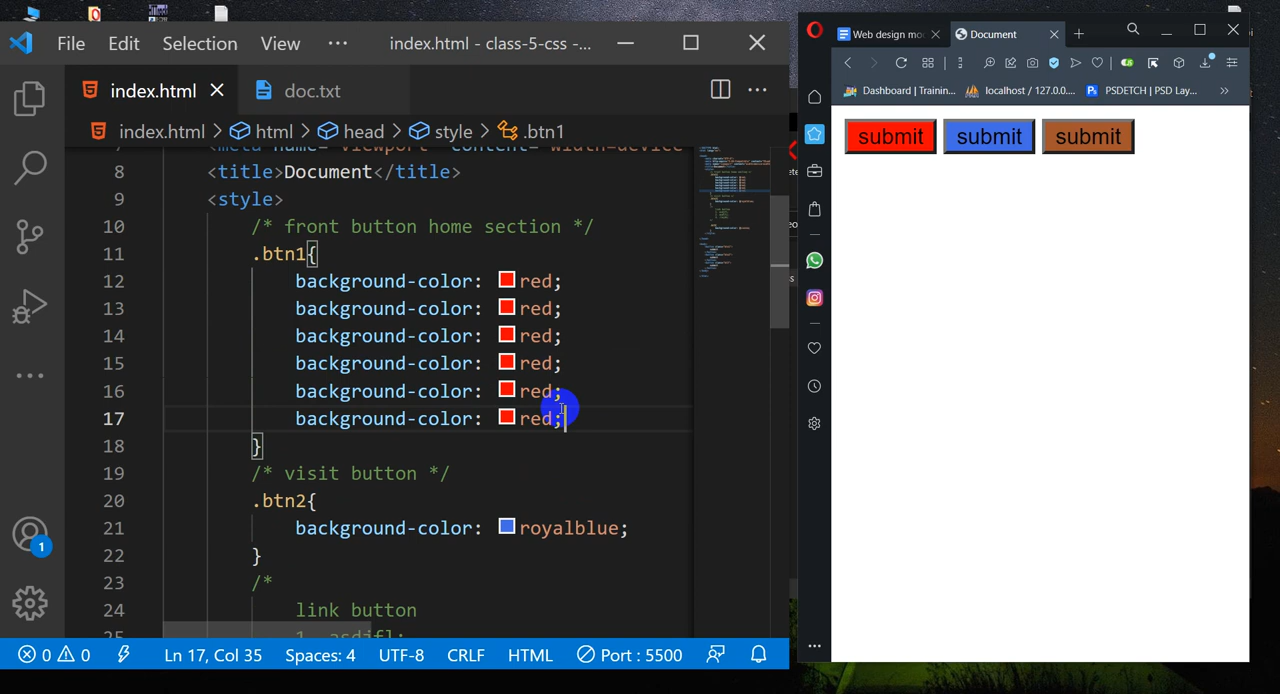 File Edit Selection View ··· index.html - class-5-css -...
index.html doc.txt
index.html > html > head > style > .btn1
8 <title>Document</title>
9 <style>
10 /* front button home section */
11 .btn1{
12 background-color: red;
13 background-color: red;
14 background-color: red;
15 background-color: red;
16 background-color: red;
17 background-color: red;
18 }
19 /* visit button */
20 .btn2{
21 background-color: royalblue;
22 }
23 /*
24 link button
1
0 0 Ln 17, Col 35 Spaces: 4 UTF-8 CRLF HTML Port : 5500
Web design mo Document
Dashboard | Trainin... localhost / 127.0.0.... PSDETCH | PSD Lay...
submit submit submit